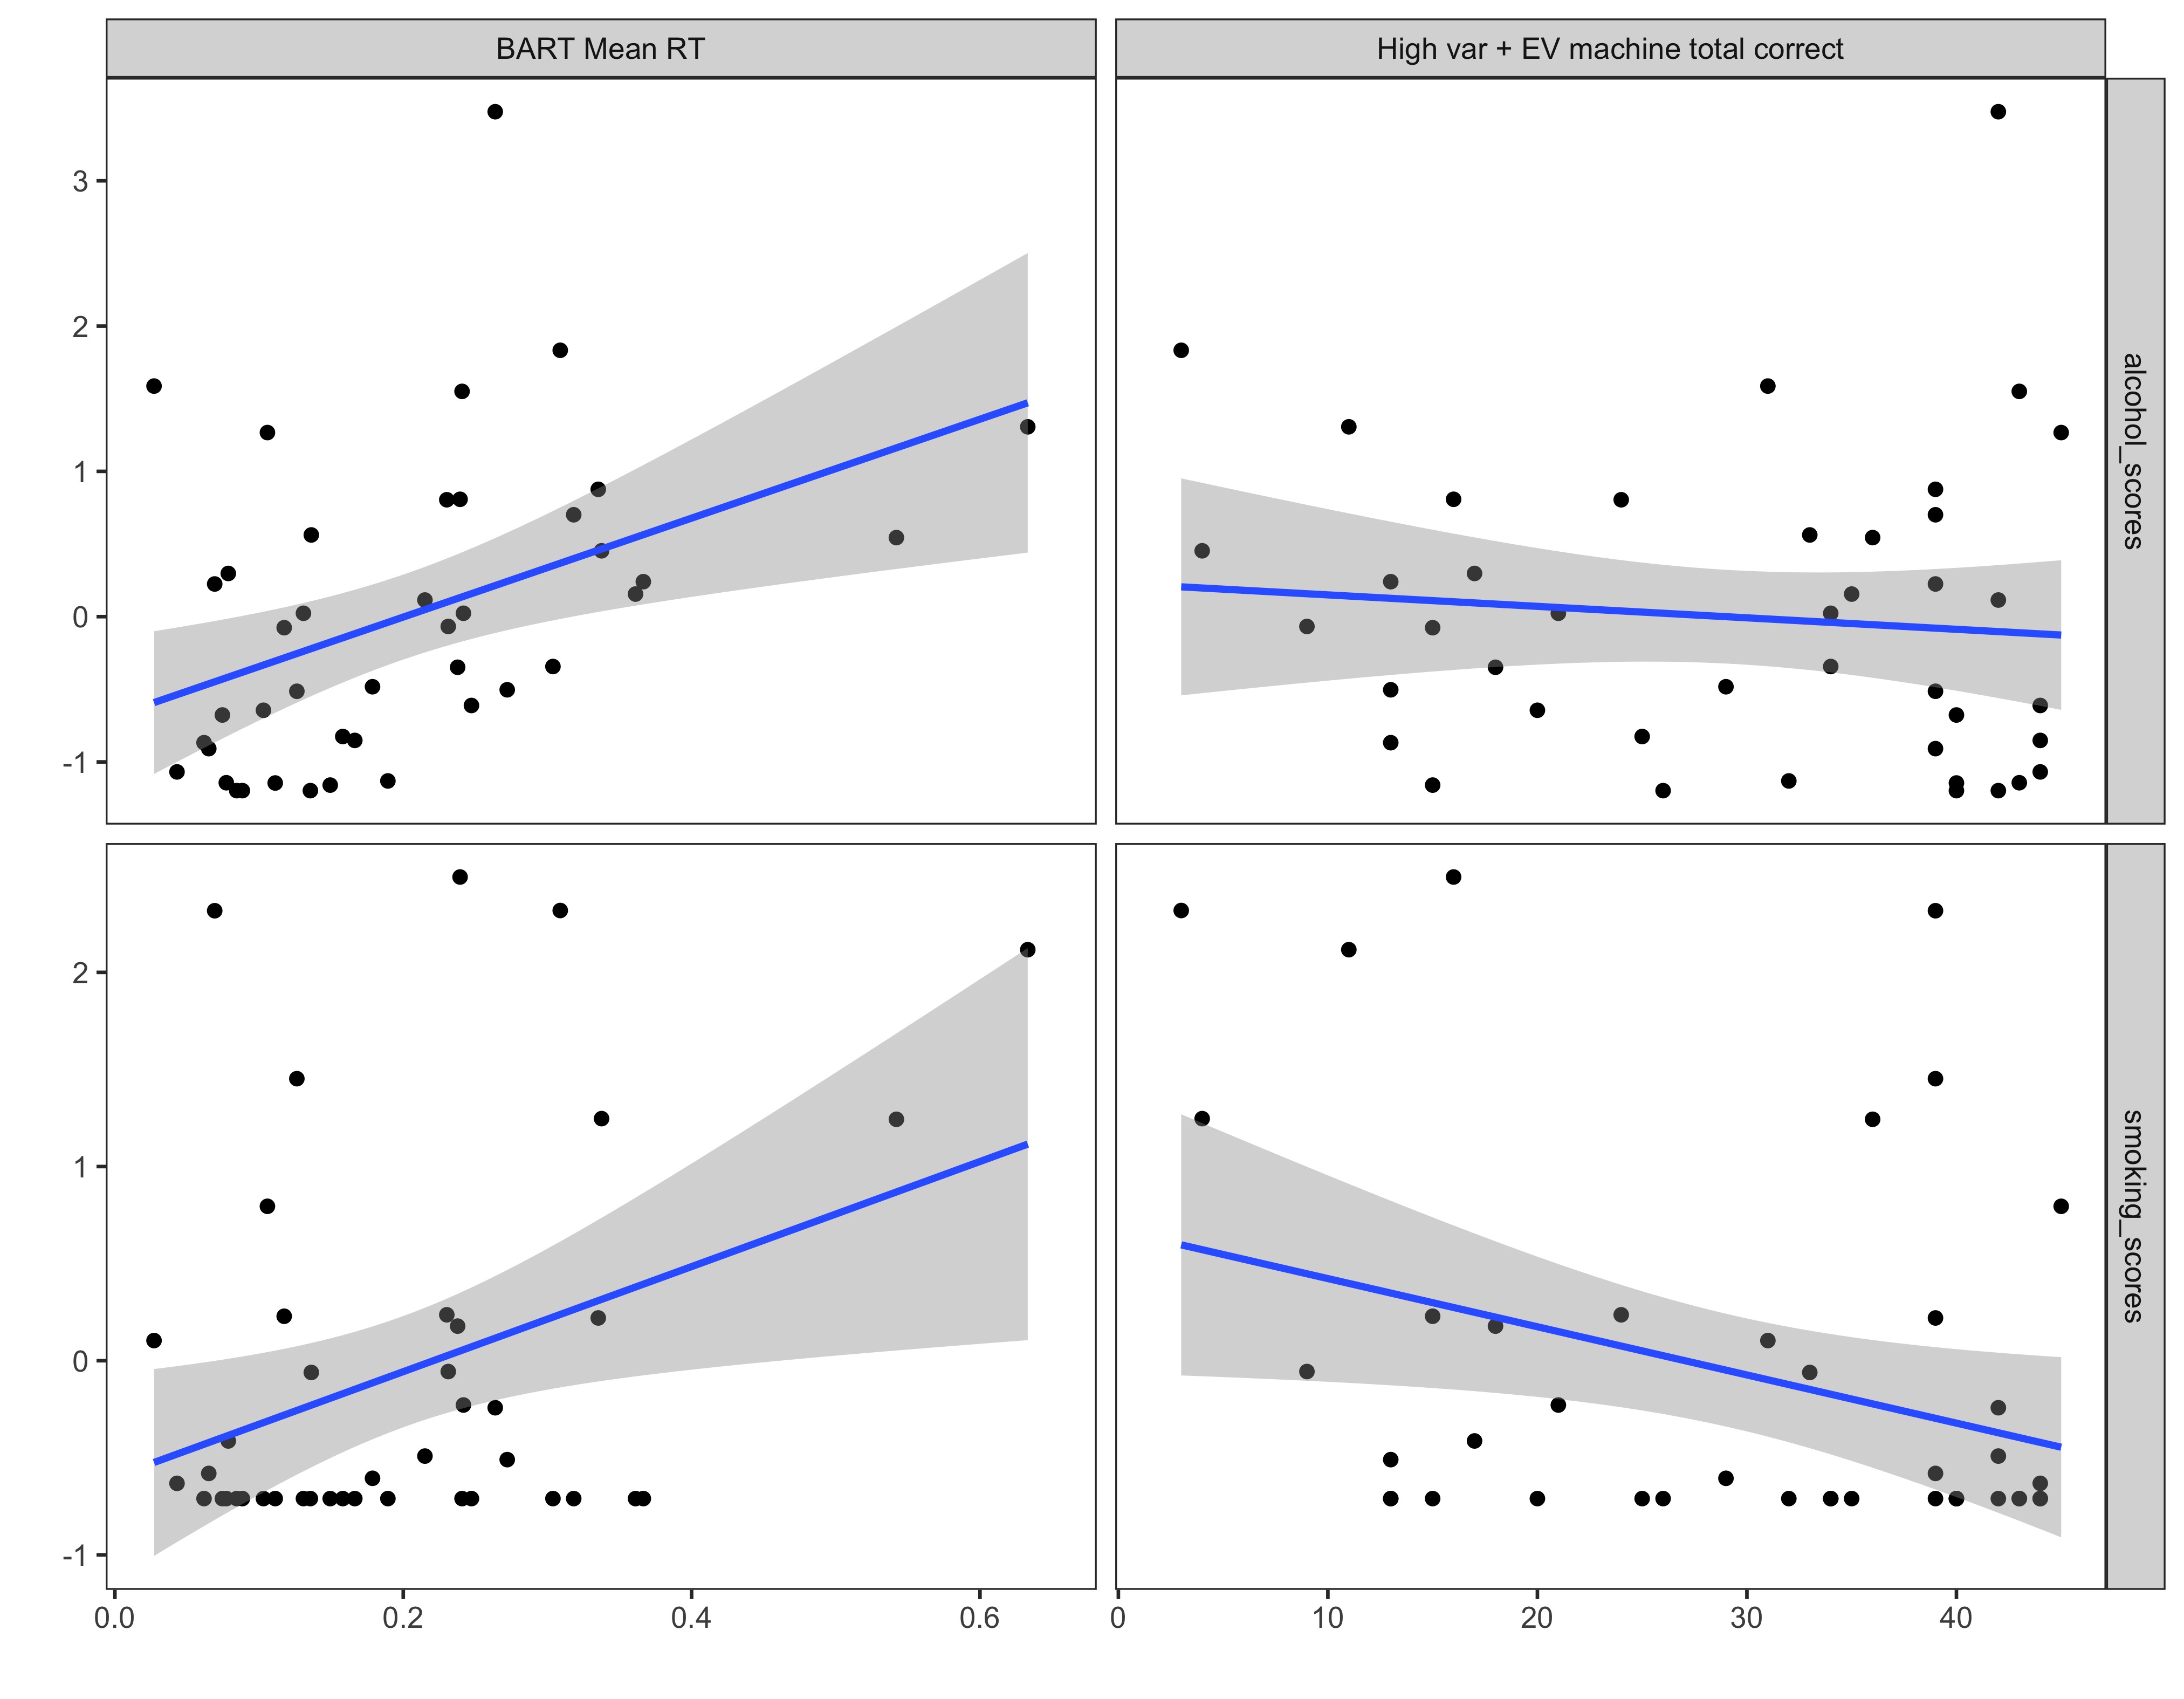 BART Mean RT
High var + EV machine total correct
3
2
1
0
-1
alcohol_scores
2
1
0
-1
smoking_scores
0.0 0.2 0.4 0.6
0 10 20 30 40